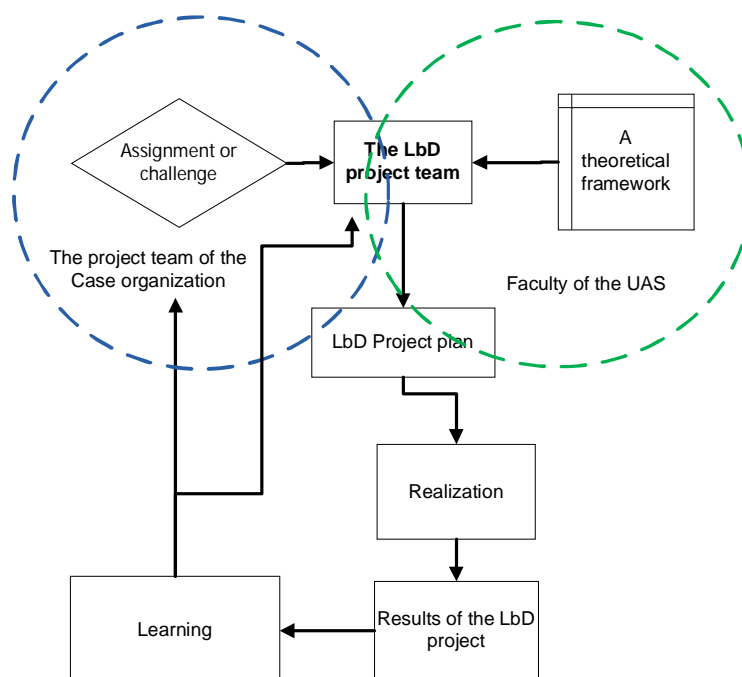 Assignment or
challenge
The LbD
project team
A
theoretical
framework
The project team of the
Case organization
Faculty of the UAS
LbD Project plan
Realization
Learning
Results of the LbD
project